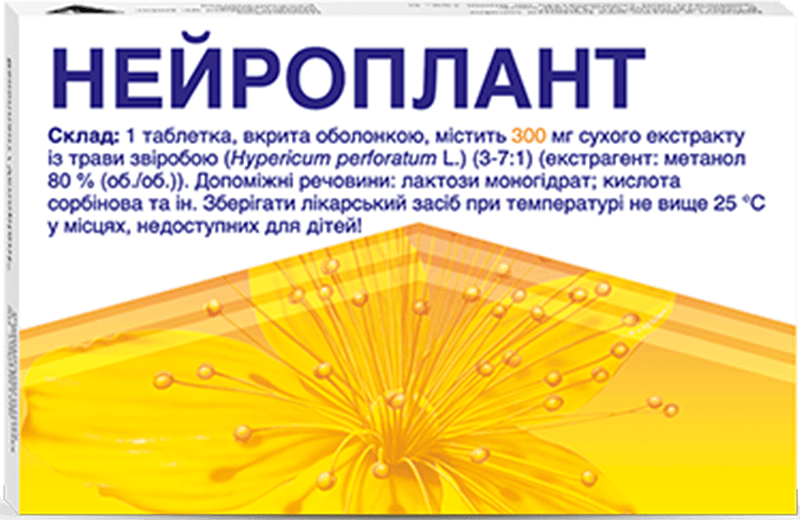 НЕЙРОПЛАНТ
Склад: 1 таблетка, вкрита оболонкою, містить 300 мг сухого екстракту
із трави звіробою (Hypericum perforatum L.) (3-7:1) (екстрагент: метанол
80 % (об./об.)). Допоміжні речовини: лактози моногідрат; кислота
сорбінова та ін. Зберігати лікарський засіб при температурі не вище 25 °С
у місцях, недоступних для дітей!